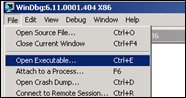 WinDbg:6.11.0001.404 X86
File Edit View Debug Window
Open Source File... Ctrl+O
Close Current Window Ctrl+F4
Open Executable... Ctrl+E
Attach to a Process... F6
Open Crash Dump... Ctrl+D
Connect to Remote Session... Ctrl+R